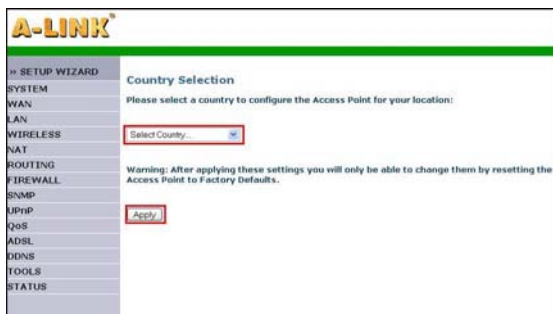 A-LINK
» SETUP WIZARD
SYSTEM
WAN
LAN
WIRELESS
NAT
ROUTING
FIREWALL
SNMP
UPnP
QoS
ADSL
DDNS
TOOLS
STATUS
Country Selection
Please select a country to configure the Access Point for your location:
Select Country...
Warning: After applying these settings you will only be able to change them by resetting the
Access Point to Factory Defaults.
Apply